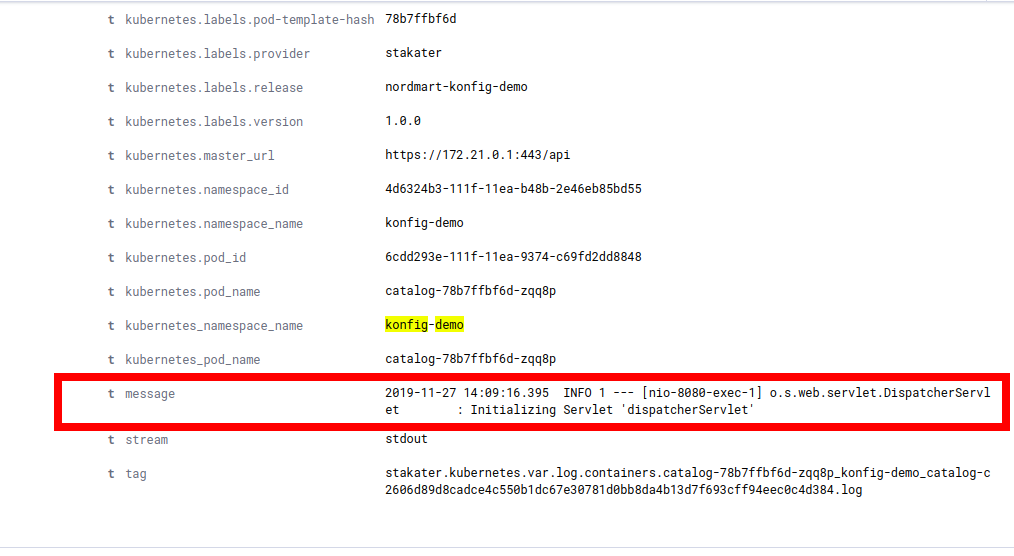 t kubernetes.labels.pod-template-hash 78b7ffbf6d
t kubernetes.labels.provider stakater
t kubernetes.labels.release nordmart-konfig-demo
t kubernetes.labels.version 1.0.0
t kubernetes.master_url https://172.21.0.1:443/api
t kubernetes.namespace_id 4d6324b3-111f-11ea-b48b-2e46eb85bd55
t kubernetes.namespace_name konfig-demo
t kubernetes.pod_id 6cdd293e-111f-11ea-9374-c69fd2dd8848
t kubernetes.pod_name catalog-78b7ffbf6d-zqq8p
t kubernetes_namespace_name konfig-demo
t kubernetes_pod_name catalog-78b7ffbf6d-zqq8p
t message 2019-11-27 14:09:16.395  INFO 1 --- [nio-8080-exec-1] o.s.web.servlet.DispatcherServl
et        : Initializing Servlet 'dispatcherServlet'
t stream stdout
t tag stakater.kubernetes.var.log.containers.catalog-78b7ffbf6d-zqq8p_konfig-demo_catalog-c
2606d89d8cadce4c550b1dc67e30781d0bb8da4b13d7f693cff94eec0c4d384.log